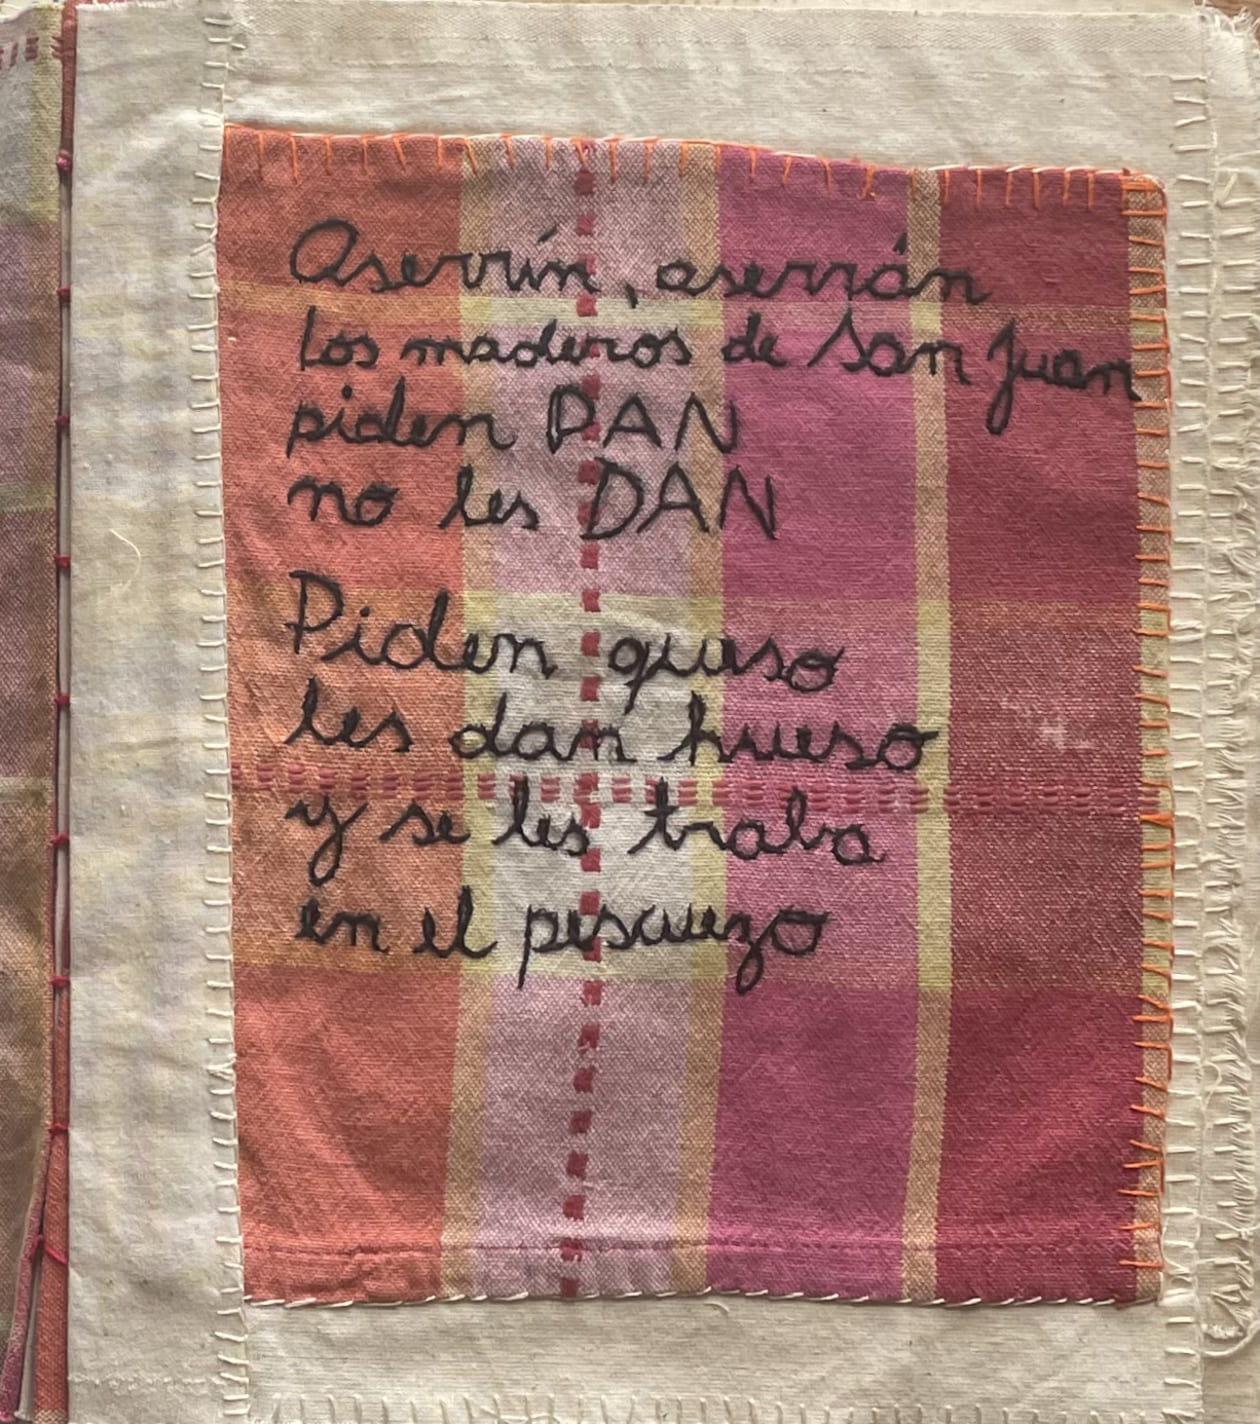 Aserrín, aserrán
los maderos de San Juan
piden PAN
no les DAN
Piden queso
les dan hueso
y se les traba
en el pescuezo